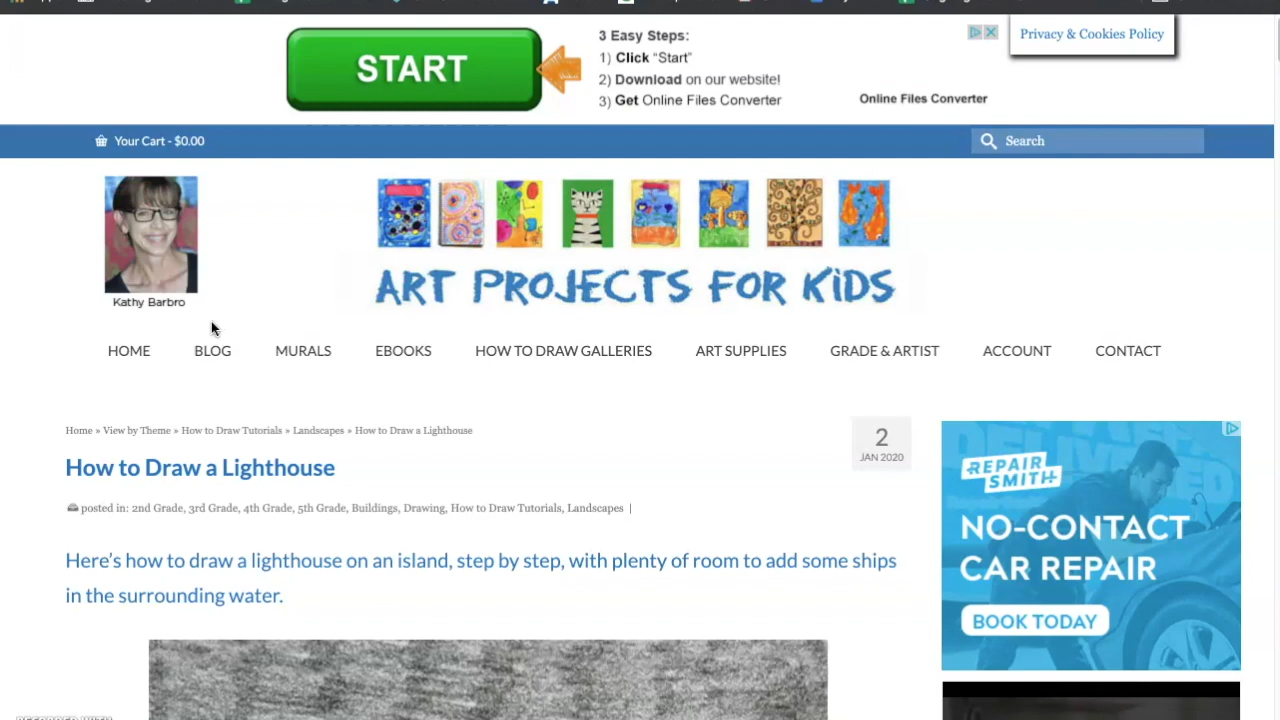 3 Easy Steps:
START
1) Click "Start"
2) Download on our website!
3) Get Online Files Converter
Online Files Converter
Privacy & Cookies Policy
Your Cart - $0.00
Search
Kathy Barbro
ART PROJECTS FOR KiDS
HOME
BLOG
MURALS
EBOOKS
HOW TO DRAW GALLERIES
ART SUPPLIES
GRADE & ARTIST
ACCOUNT
CONTACT
Home » View by Theme » How to Draw Tutorials » Landscapes » How to Draw a Lighthouse
2
JAN 2020
How to Draw a Lighthouse
posted in: 2nd Grade, 3rd Grade, 4th Grade, 5th Grade, Buildings, Drawing, How to Draw Tutorials, Landscapes |
Here's how to draw a lighthouse on an island, step by step, with plenty of room to add some ships
in the surrounding water.
REPAIR
SMITH
NO-CONTACT
CAR REPAIR
BOOK TODAY